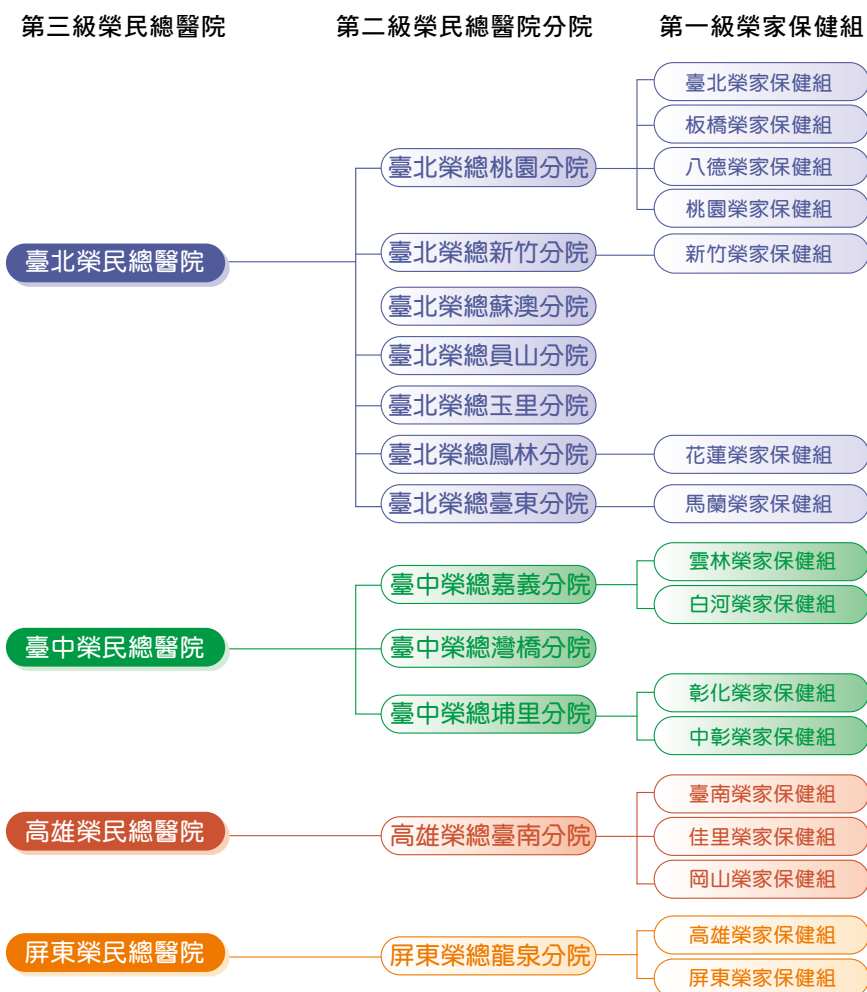 第三級榮民總醫院 第二級榮民總醫院分院 第一級榮家保健組
臺北榮民總醫院
臺北榮總桃園分院
臺北榮家保健組
板橋榮家保健組
八德榮家保健組
桃園榮家保健組
臺北榮總新竹分院
新竹榮家保健組
臺北榮總蘇澳分院
臺北榮總員山分院
臺北榮總玉里分院
臺北榮總鳳林分院
花蓮榮家保健組
臺北榮總臺東分院
馬蘭榮家保健組
臺中榮民總醫院
臺中榮總嘉義分院
雲林榮家保健組
白河榮家保健組
臺中榮總灣橋分院
臺中榮總埔里分院
彰化榮家保健組
中彰榮家保健組
高雄榮民總醫院
高雄榮總臺南分院
臺南榮家保健組
佳里榮家保健組
岡山榮家保健組
屏東榮民總醫院
屏東榮總龍泉分院
高雄榮家保健組
屏東榮家保健組